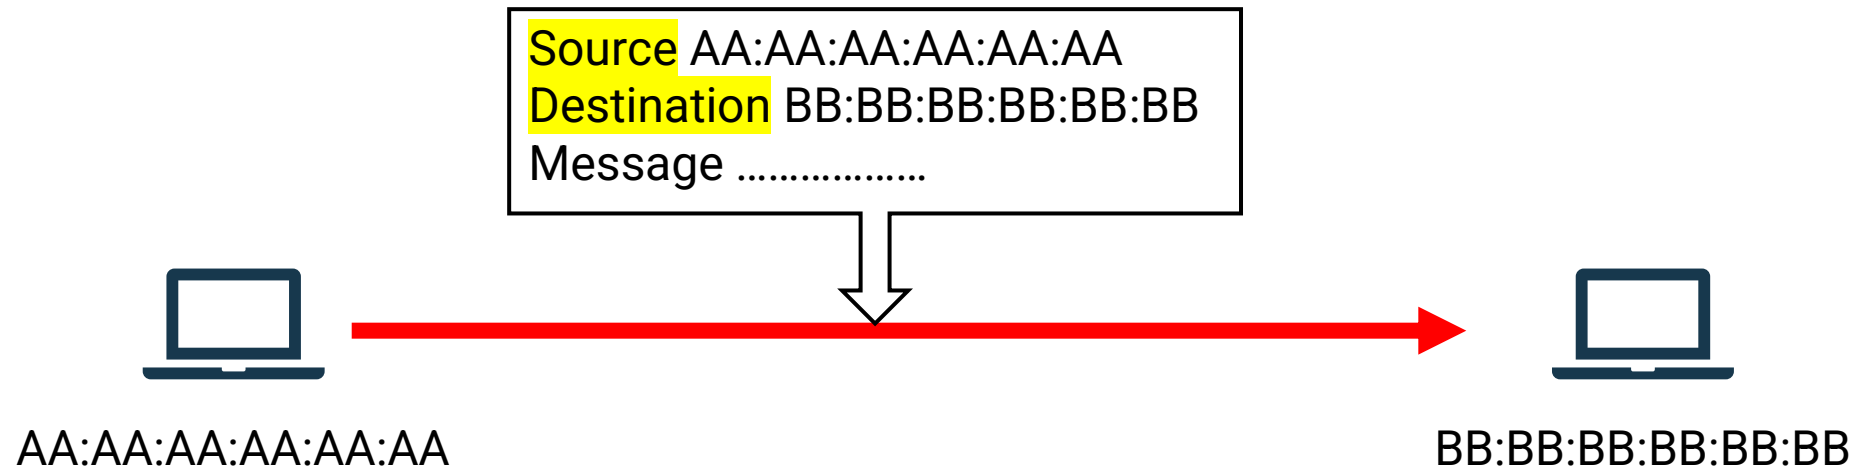 Source AA:AA:AA:AA:AA:AA
Destination BB:BB:BB:BB:BB:BB
Message ………………
AA:AA:AA:AA:AA:AA
BB:BB:BB:BB:BB:BB